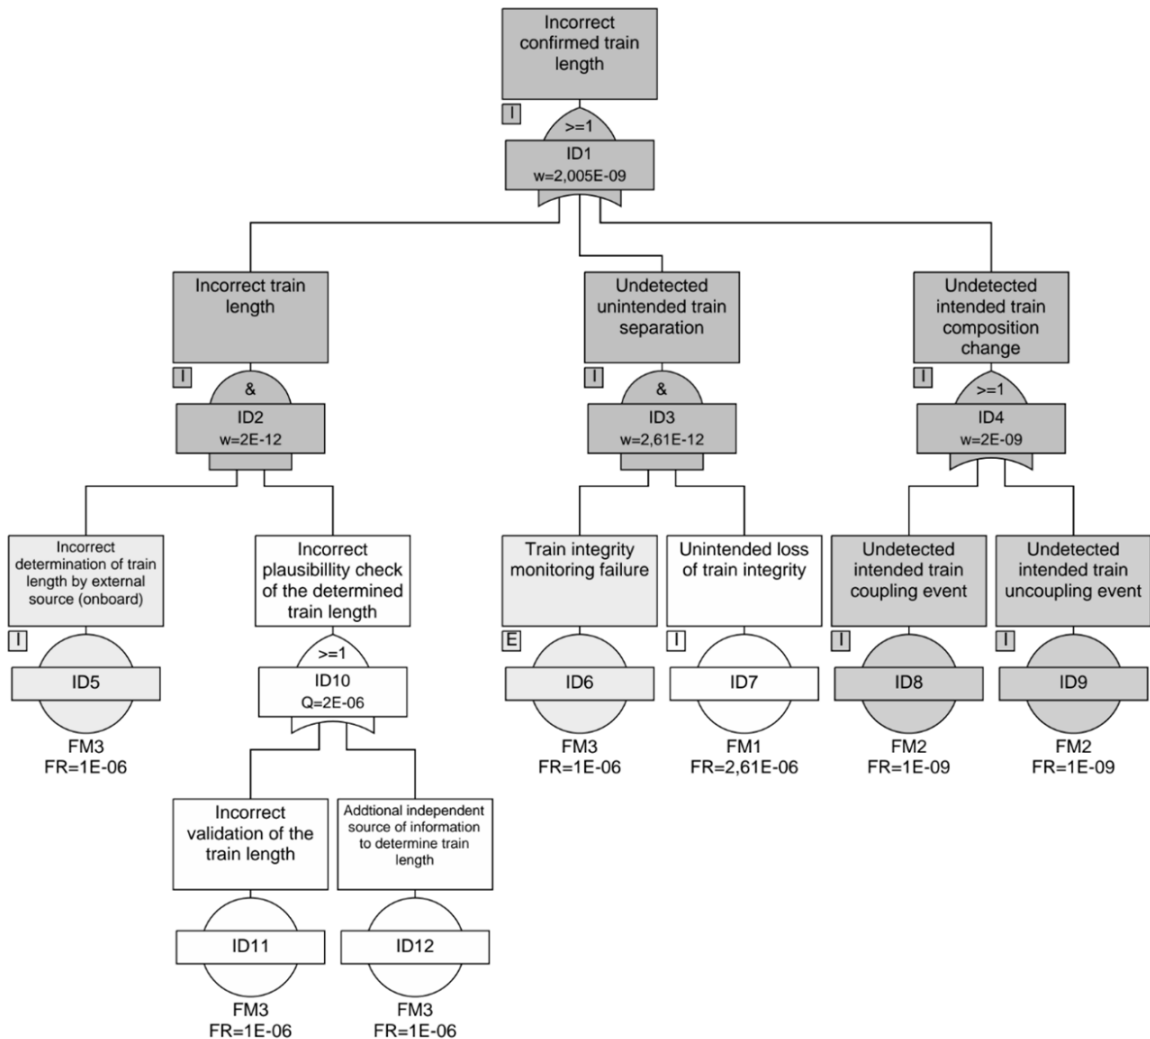 Incorrect
confirmed train
length
I
>=1
ID1
w=2,005E-09
Incorrect train
length
I
&
ID2
w=2E-12
Undetected
unintended train
separation
I
&
ID3
w=2,61E-12
Undetected
intended train
composition
change
I
>=1
ID4
w=2E-09
Incorrect
determination of train
length by external
source (onboard)
I
ID5
FM3
FR=1E-06
Incorrect
plausibillity check
of the determined
train length
>=1
ID10
Q=2E-06
Train integrity
monitoring failure
E
ID6
FM3
FR=1E-06
Unintended loss
of train integrity
I
ID7
FM1
FR=2,61E-06
Undetected
intended train
coupling event
I
ID8
FM2
FR=1E-09
Undetected
intended train
uncoupling event
I
ID9
FM2
FR=1E-09
Incorrect
validation of the
train length
ID11
FM3
FR=1E-06
Addtional independent
source of information
to determine train
length
ID12
FM3
FR=1E-06